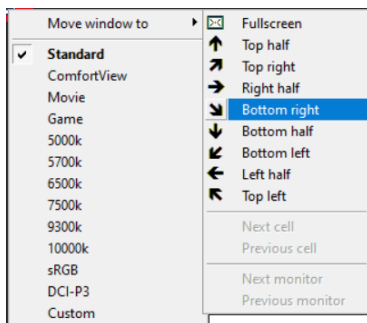 Move window to
Standard
ComfortView
Movie
Game
5000k
5700k
6500k
7500k
9300k
10000k
sRGB
DCI-P3
Custom
Fullscreen
Top half
Top right
Right half
Bottom right
Bottom half
Bottom left
Left half
Top left
Next cell
Previous cell
Next monitor
Previous monitor